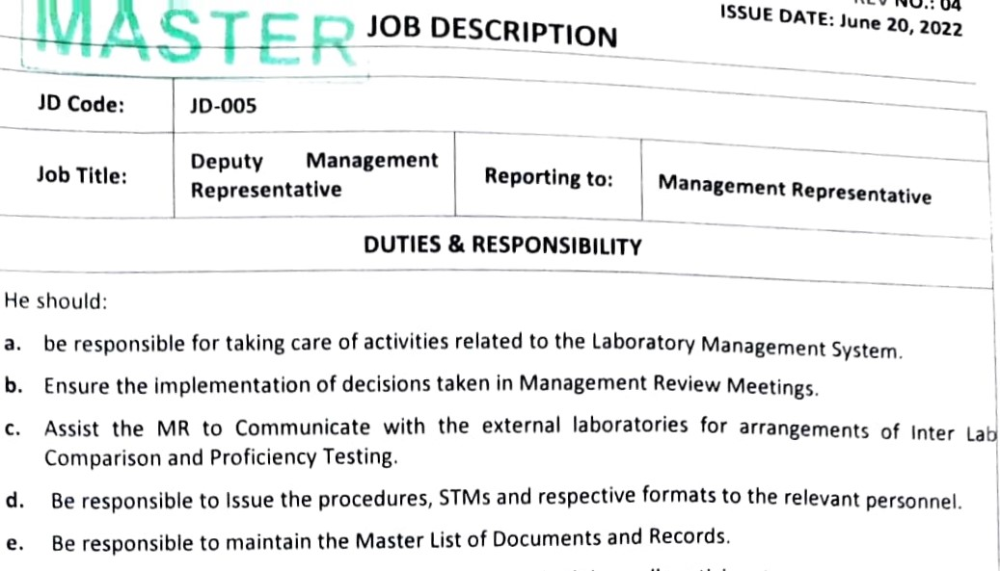 REV NO.: 04
MASTER JOB DESCRIPTION
ISSUE DATE: June 20, 2022
JD Code: JD-005
Job Title: Deputy Management Representative Reporting to: Management Representative
DUTIES & RESPONSIBILITY
He should:
a. be responsible for taking care of activities related to the Laboratory Management System.
b. Ensure the implementation of decisions taken in Management Review Meetings.
c. Assist the MR to Communicate with the external laboratories for arrangements of Inter Lab
Comparison and Proficiency Testing.
d. Be responsible to Issue the procedures, STMs and respective formats to the relevant personnel.
e. Be responsible to maintain the Master List of Documents and Records.